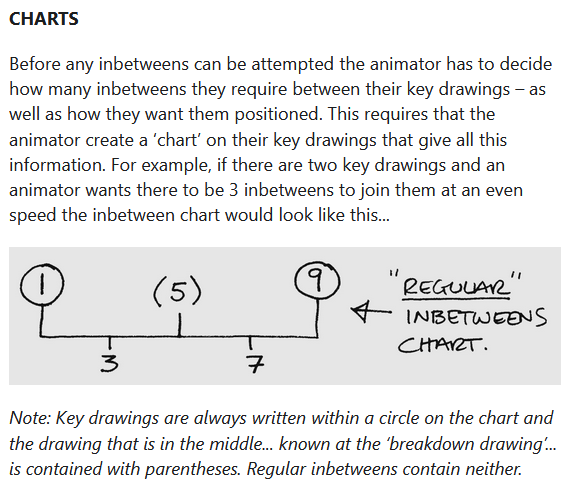 CHARTS
Before any inbetweens can be attempted the animator has to decide
how many inbetweens they require between their key drawings – as
well as how they want them positioned. This requires that the
animator create a ‘chart’ on their key drawings that give all this
information. For example, if there are two key drawings and an
animator wants there to be 3 inbetweens to join them at an even
speed the inbetween chart would look like this...
1 (5) 9
3 7
"REGULAR"
INBETWEENS
CHART.
Note: Key drawings are always written within a circle on the chart and
the drawing that is in the middle... known at the ‘breakdown drawing’...
is contained with parentheses. Regular inbetweens contain neither.